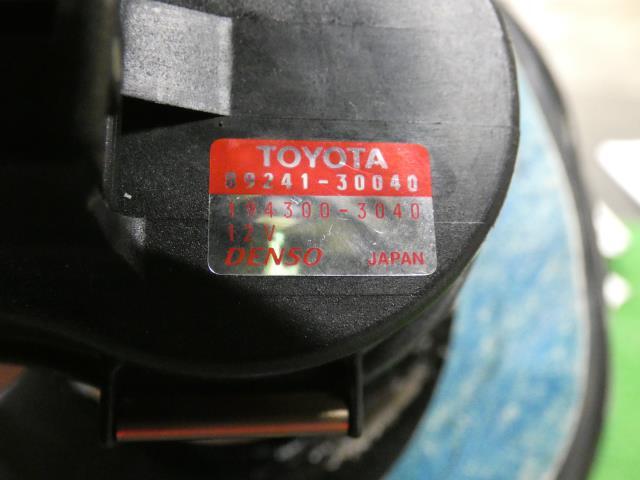 TOYOTA
89241-30040
194300-3040
12V
DENSO JAPAN